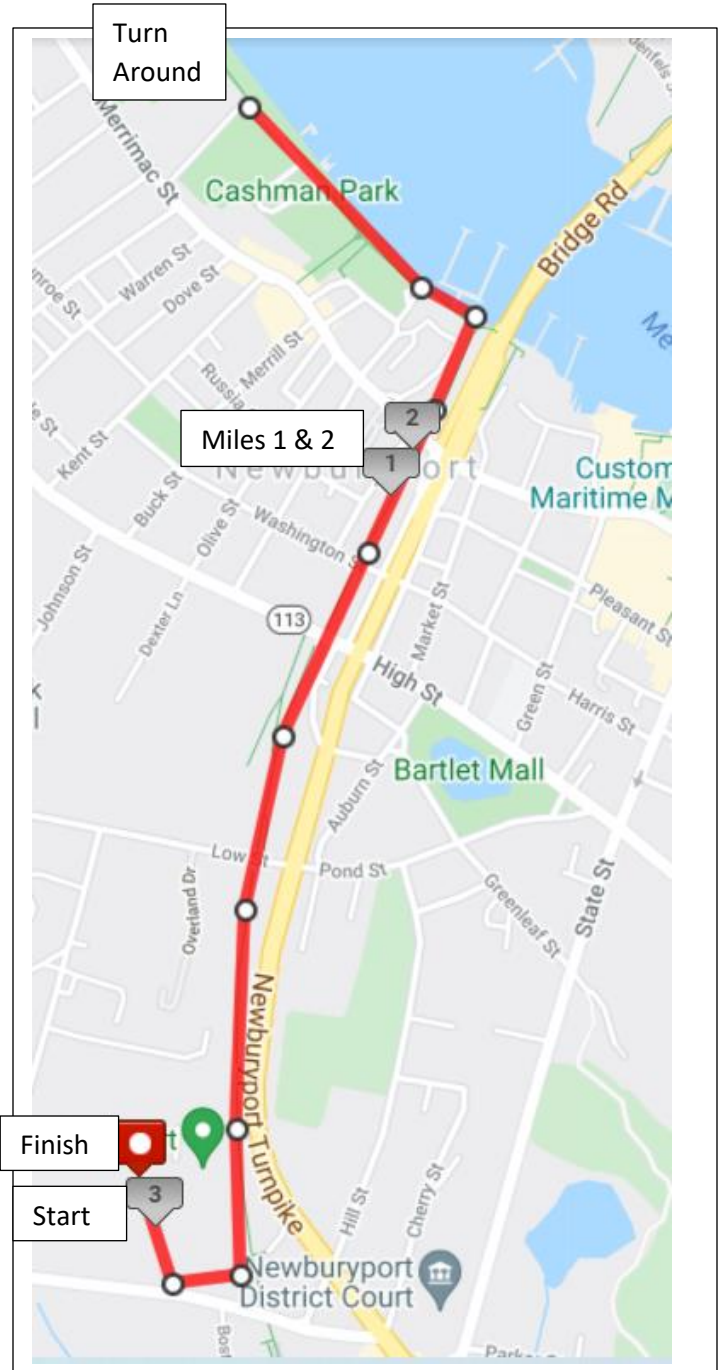 Turn
Around
Merrimac St
Cashman Park
Bridge Rd
Warren St
Dove St
Merrill St
Miles 1 & 2
2
1
Kent St
Buck St
Olive St
Washington
Johnson St
Dexter Ln
113
High St
Market St
Green St
Pleasant St
Harris St
Custom
Maritime M
Me
Bartlet Mall
Auburn St
Low St
Pond St
Overland Dr
Greenleaf St
State St
Newburyport Turnpike
Finish
Start
3
Hill St
Cherry St
Newburyport
District Court